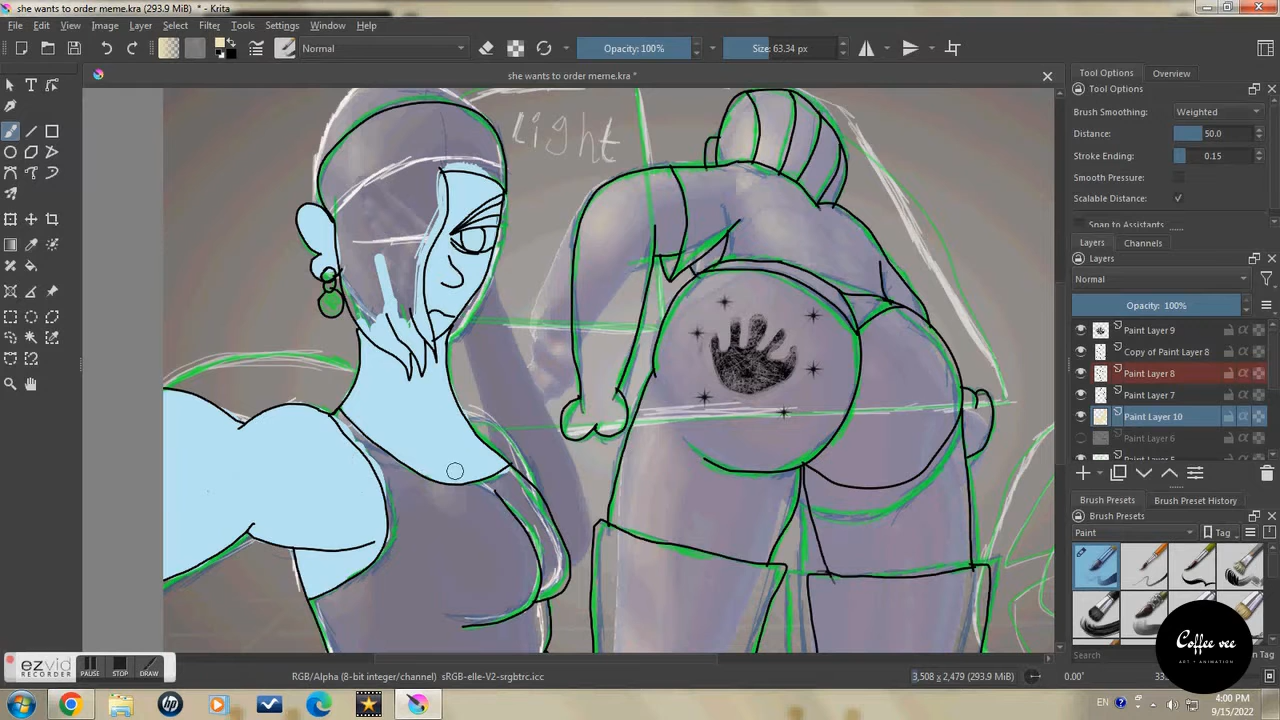 she wants to order meme.kra (293.9 MiB) * - Krita
File Edit View Image Layer Select Filter Tools Settings Window Help
Normal
Opacity: 100%
Size: 63.34 px
she wants to order meme.kra *
Tool Options Overview
Tool Options
Brush Smoothing: Weighted
Distance: 50.0
Stroke Ending: 0.15
Smooth Pressure:
Scalable Distance:
Snap to Assistants
Layers Channels
Layers
Normal
Opacity: 100%
Paint Layer 9
Copy of Paint Layer 8
Paint Layer 8
Paint Layer 7
Paint Layer 10
Paint Layer 6
Brush Presets Brush Preset History
Brush Presets
Paint
Tag
Search
light
Coffee vee
ART & ANIMATION
ezvid
RECORDER
PAUSE STOP DRAW
RGB/Alpha (8-bit integer/channel) sRGB-elle-V2-srgbtrc.icc
3,508 x 2,479 (293.9 MiB)
0.00°
EN
4:00 PM
9/15/2022